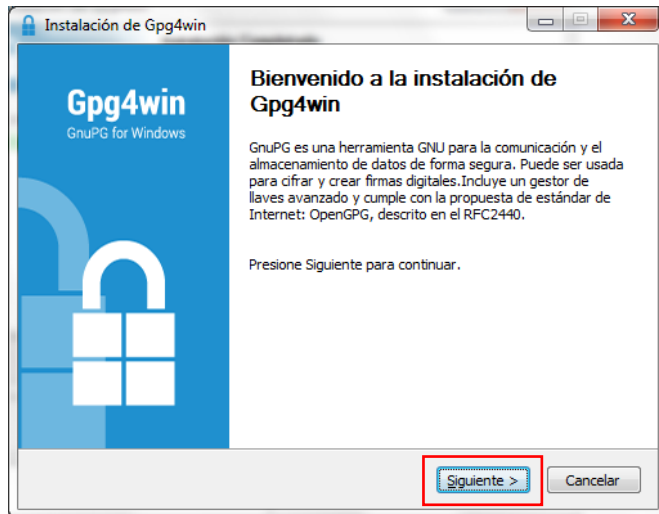 Instalación de Gpg4win
Gpg4win
GnuPG for Windows
Bienvenido a la instalación de
Gpg4win
GnuPG es una herramienta GNU para la comunicación y el
almacenamiento de datos de forma segura. Puede ser usada
para cifrar y crear firmas digitales.Incluye un gestor de
llaves avanzado y cumple con la propuesta de estándar de
Internet: OpenGPG, descrito en el RFC2440.
Presione Siguiente para continuar.
Siguiente >
Cancelar